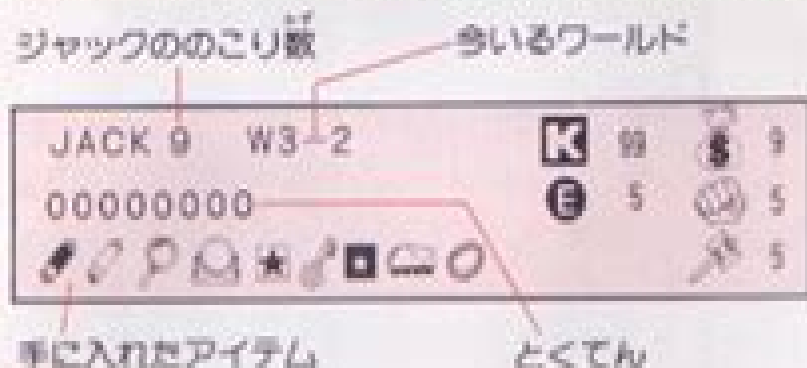 ジャックののこり数
かず
今いるワールド
JACK 9 W3-2 K 99 $ 9
00000000 E 5 5
5
手に入れたアイテム
とくてん